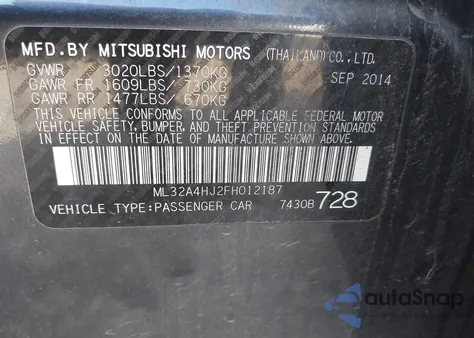 MFD.BY MITSUBISHI MOTORS (THAILAND)CO.,LTD.
GVWR 3020LBS/1370KG SEP 2014
GAWR FR 1609LBS/730KG
GAWR RR 1477LBS/670KG
THIS VEHICLE CONFORMS TO ALL APPLICABLE FEDERAL MOTOR
VEHICLE SAFETY, BUMPER, AND THEFT PREVENTION STANDARDS
IN EFFECT ON THE DATE OF MANUFACTURE SHOWN ABOVE.
ML32A4HJ2FH012187
VEHICLE TYPE:PASSENGER CAR 7430B 728
autoSnap